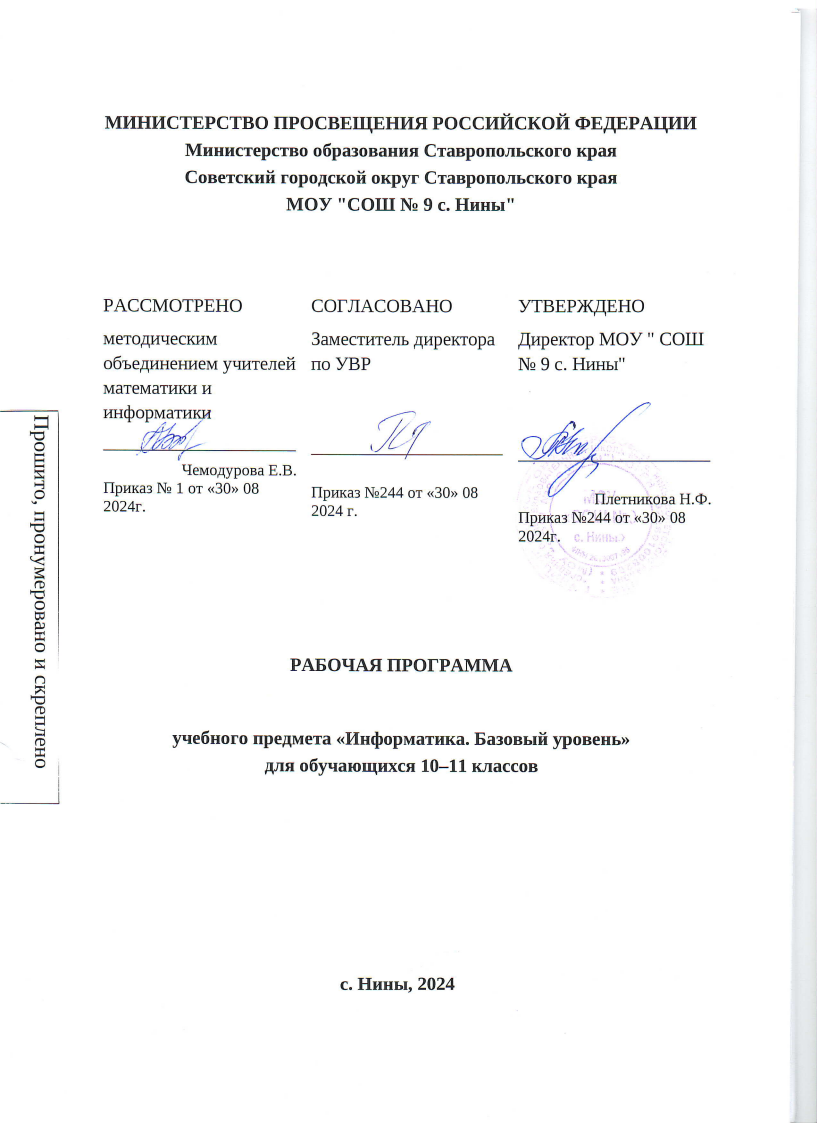 МИНИСТЕРСТВО ПРОСВЕЩЕНИЯ РОССИЙСКОЙ ФЕДЕРАЦИИ
Министерство образования Ставропольского края
Советский городской округ Ставропольского края
МОУ "СОШ № 9 с. Нины"
РАССМОТРЕНО
методическим
объединением учителей
математики и
информатики
Чемодурова Е.В.
Приказ № 1 от «30» 08
2024г.
СОГЛАСОВАНО
Заместитель директора
по УВР
Приказ №244 от «30» 08
2024 г.
УТВЕРЖДЕНО
Директор МОУ " СОШ
№ 9 с. Нины"
Плетникова Н.Ф.
Приказ №244 от «30» 08
2024г.
с. Нины
Прошито, пронумеровано и скреплено
РАБОЧАЯ ПРОГРАММА
учебного предмета «Информатика. Базовый уровень»
для обучающихся 10–11 классов
с. Нины, 2024